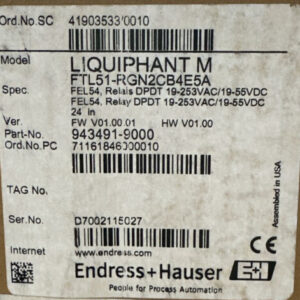 Ord.No.SC 41903533/0010
Model LIQUIPHANT M
FTL51-RGN2CB4E5A
Spec. FEL54, Relais DPDT 19-253VAC/19-55VDC
FEL54, Relay DPDT 19-253VAC/19-55VDC
24 in
Ver. FW V01.00.01 HW V01.00
Part-No. 943491-9000
Ord.No.PC 71161846/000010
TAG No.
Ser.No. D7002115027
Assembled in USA
Internet www.endress.com
CE
Endress+Hauser E+H
People for Process Automation